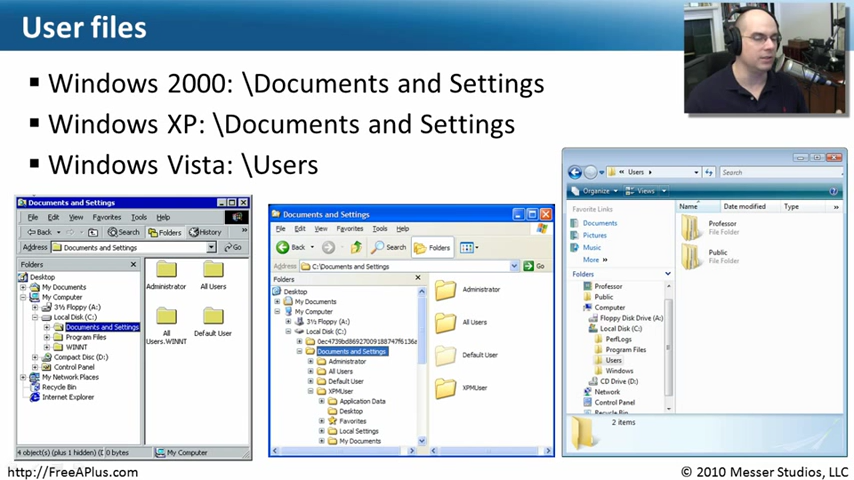 User files
▪ Windows 2000: \Documents and Settings
▪ Windows XP: \Documents and Settings
▪ Windows Vista: \Users
Documents and Settings
File Edit View Favorites Tools Help
Back Search Folders History
Address Documents and Settings Go
Folders
Desktop
My Documents
My Computer
3½ Floppy (A:)
Local Disk (C:)
Documents and Settings
Program Files
WINNT
Compact Disc (D:)
Control Panel
My Network Places
Recycle Bin
Internet Explorer
Administrator All Users
All Users.WINNT Default User
4 object(s) (plus 1 hidden) 0 bytes My Computer
Documents and Settings
File Edit View Favorites Tools Help
Back Search Folders
Address C:\Documents and Settings Go
Folders
Desktop
My Documents
My Computer
3½ Floppy (A:)
Local Disk (C:)
Documents and Settings
Administrator
All Users
Default User
XPMUser
Application Data
Desktop
Favorites
Local Settings
My Documents
Administrator
All Users
Default User
XPMUser
« Users
Search
Organize Views
Favorite Links
Documents
Pictures
Music
More »
Folders
Professor
Public
Computer
Floppy Disk Drive (A:)
Local Disk (C:)
PerfLogs
Program Files
Users
Windows
CD Drive (D:)
Network
Control Panel
Recycle Bin
Name Date modified Type »
Professor
File Folder
Public
File Folder
2 items
http://FreeAPlus.com
© 2010 Messer Studios, LLC